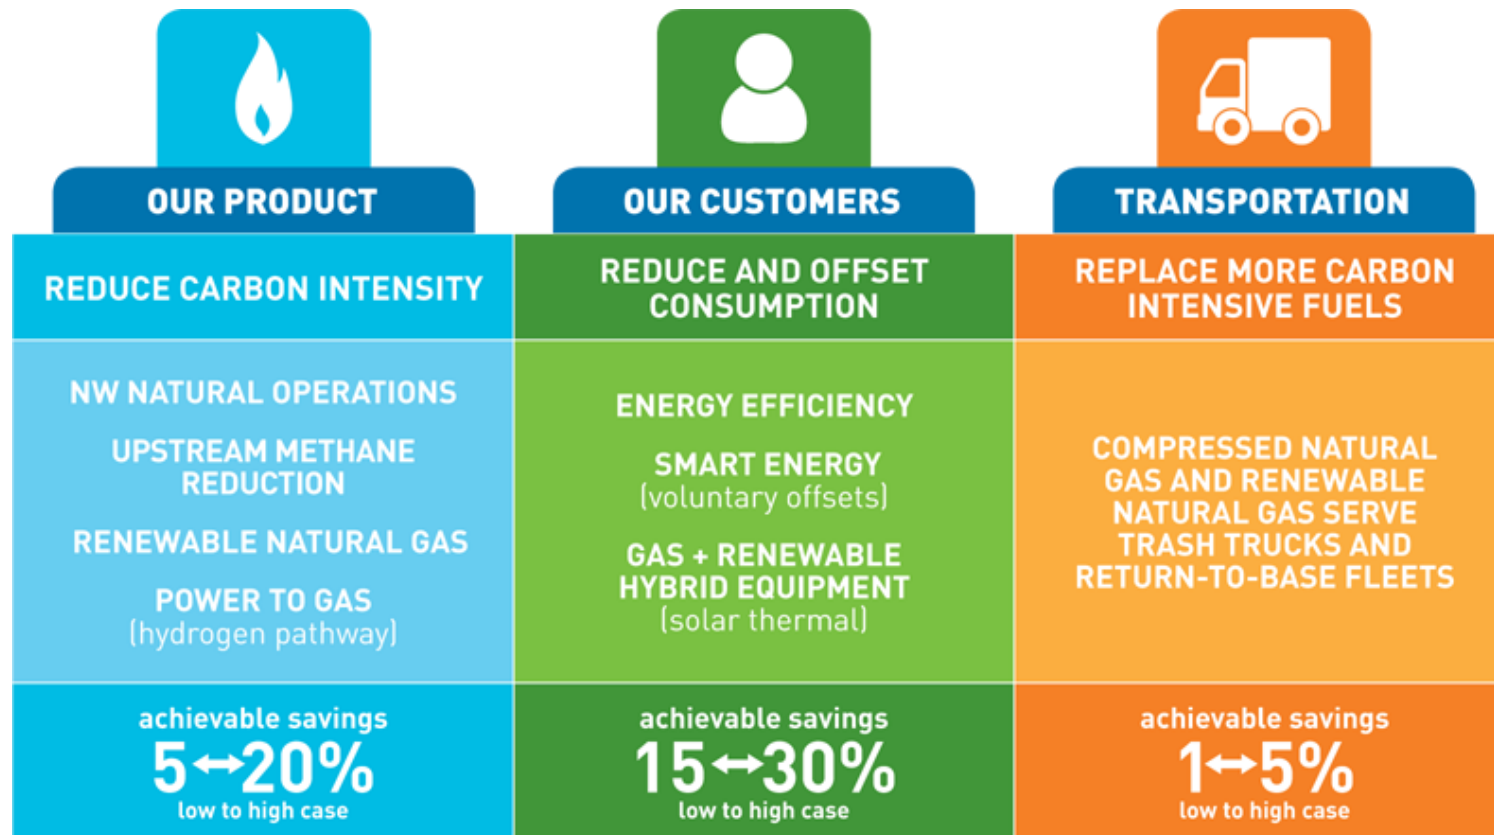 OUR PRODUCT
REDUCE CARBON INTENSITY
NW NATURAL OPERATIONS
UPSTREAM METHANE
REDUCTION
RENEWABLE NATURAL GAS
POWER TO GAS
(hydrogen pathway)
achievable savings
5↔20%
low to high case
OUR CUSTOMERS
REDUCE AND OFFSET
CONSUMPTION
ENERGY EFFICIENCY
SMART ENERGY
(voluntary offsets)
GAS + RENEWABLE
HYBRID EQUIPMENT
(solar thermal)
achievable savings
15↔30%
low to high case
TRANSPORTATION
REPLACE MORE CARBON
INTENSIVE FUELS
COMPRESSED NATURAL
GAS AND RENEWABLE
NATURAL GAS SERVE
TRASH TRUCKS AND
RETURN-TO-BASE FLEETS
achievable savings
1↔5%
low to high case